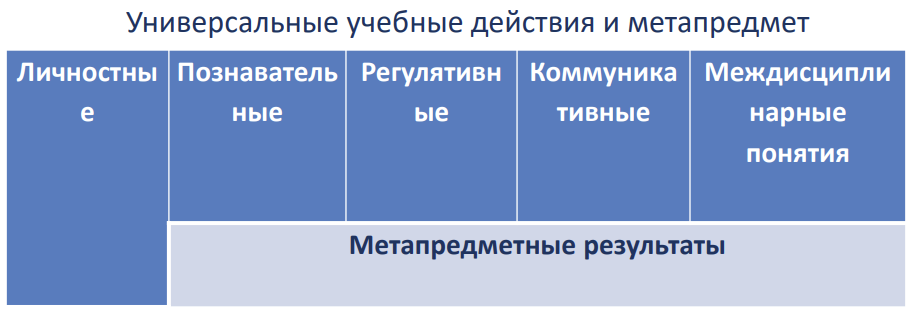 Универсальные учебные действия и метапредмет
Личностны
е
Познаватель
ные
Регулятивн
ые
Коммуника
тивные
Междисципли
нарные
понятия
Метапредметные результаты